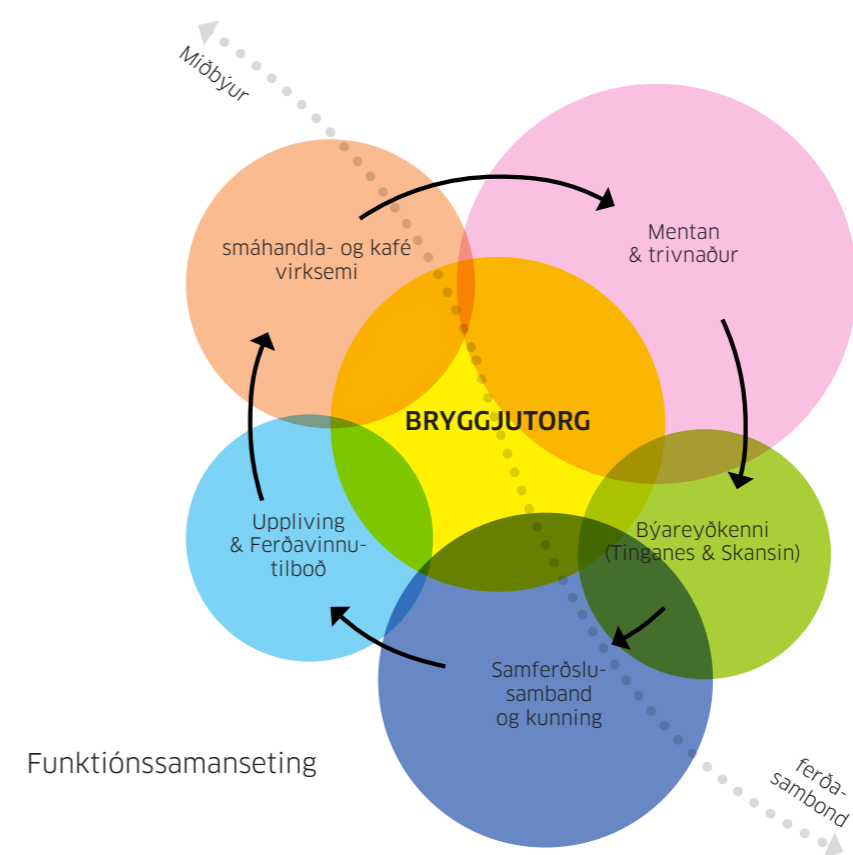 Miðbýur
smáhandla- og kafé
virksemi
Mentan
& trivnaður
BRYGGJUTORG
Uppliving
& Ferðavinnu-
tilboð
Býareyðkenni
(Tinganes & Skansin)
Samferðslu-
samband
og kunning
Funktiónssamanseting
ferða-
sambond